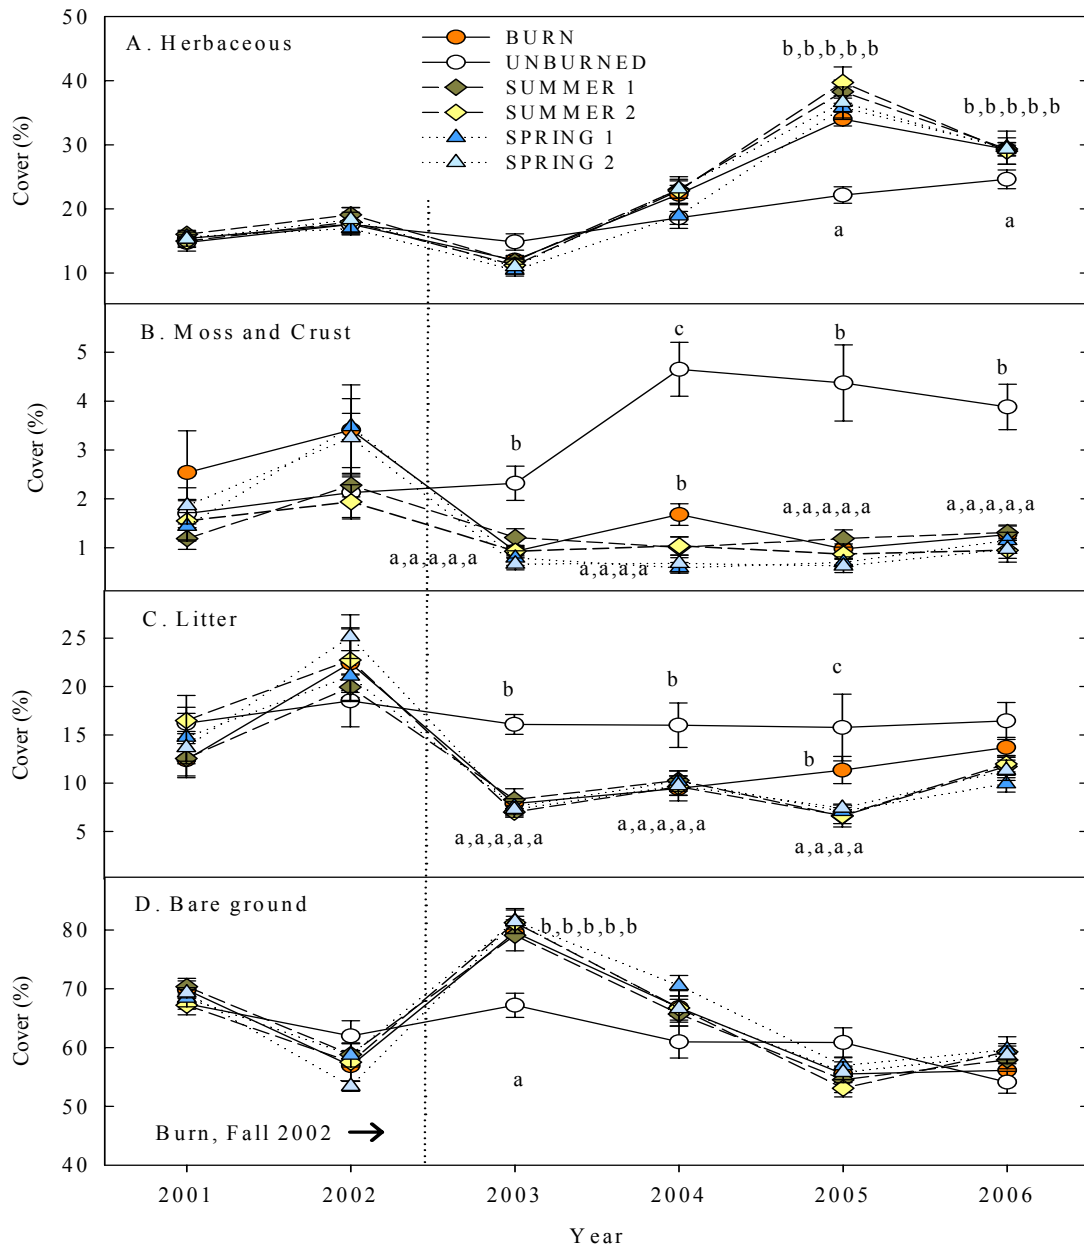 50
A. Herbaceous
BURN
UNBURNED
SUMMER 1
SUMMER 2
SPRING 1
SPRING 2
b,b,b,b,b
b,b,b,b,b
40
30
20
10
Cover (%)
a
a
B. Moss and Crust
5
4
3
2
1
Cover (%)
c
b
b
b
b
a,a,a,a,a
a,a,a,a
a,a,a,a,a
a,a,a,a,a
C. Litter
25
20
15
10
5
Cover (%)
b
b
c
b
a,a,a,a,a
a,a,a,a,a
a,a,a,a
D. Bare ground
80
70
60
50
40
Cover (%)
b,b,b,b,b
a
Burn, Fall 2002
2001 2002 2003 2004 2005 2006
Year